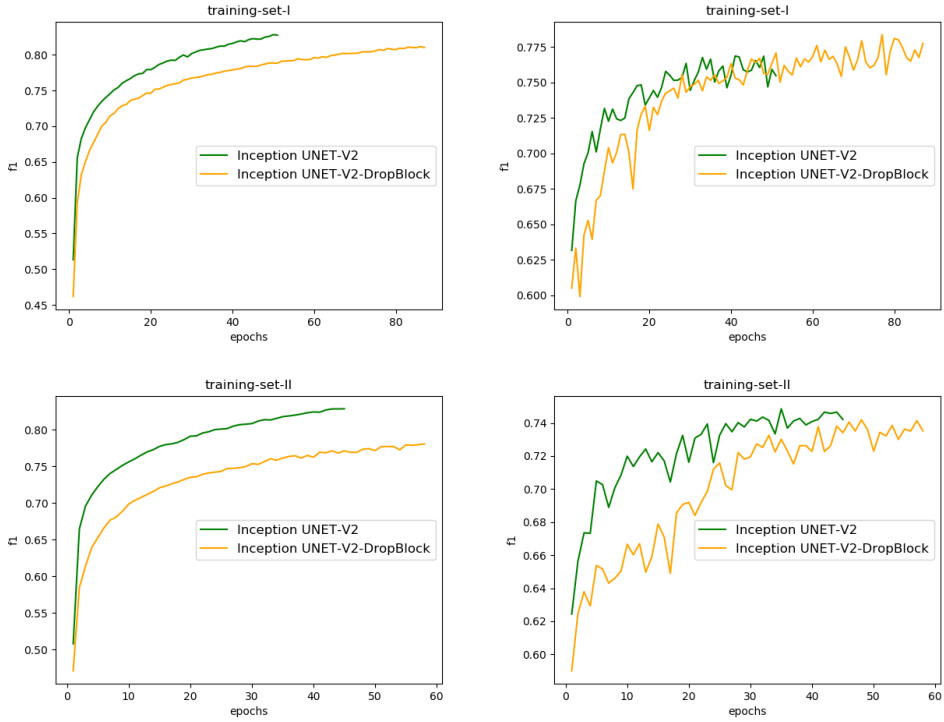 training-set-I
0.80
0.75
0.70
0.65
0.60
0.55
0.50
0.45
f1
Inception UNET-V2
Inception UNET-V2-DropBlock
0 20 40 60 80
epochs
training-set-I
0.775
0.750
0.725
0.700
0.675
0.650
0.625
0.600
f1
Inception UNET-V2
Inception UNET-V2-DropBlock
0 20 40 60 80
epochs
training-set-II
0.80
0.75
0.70
0.65
0.60
0.55
0.50
f1
Inception UNET-V2
Inception UNET-V2-DropBlock
0 10 20 30 40 50 60
epochs
training-set-II
0.74
0.72
0.70
0.68
0.66
0.64
0.62
0.60
f1
Inception UNET-V2
Inception UNET-V2-DropBlock
0 10 20 30 40 50 60
epochs